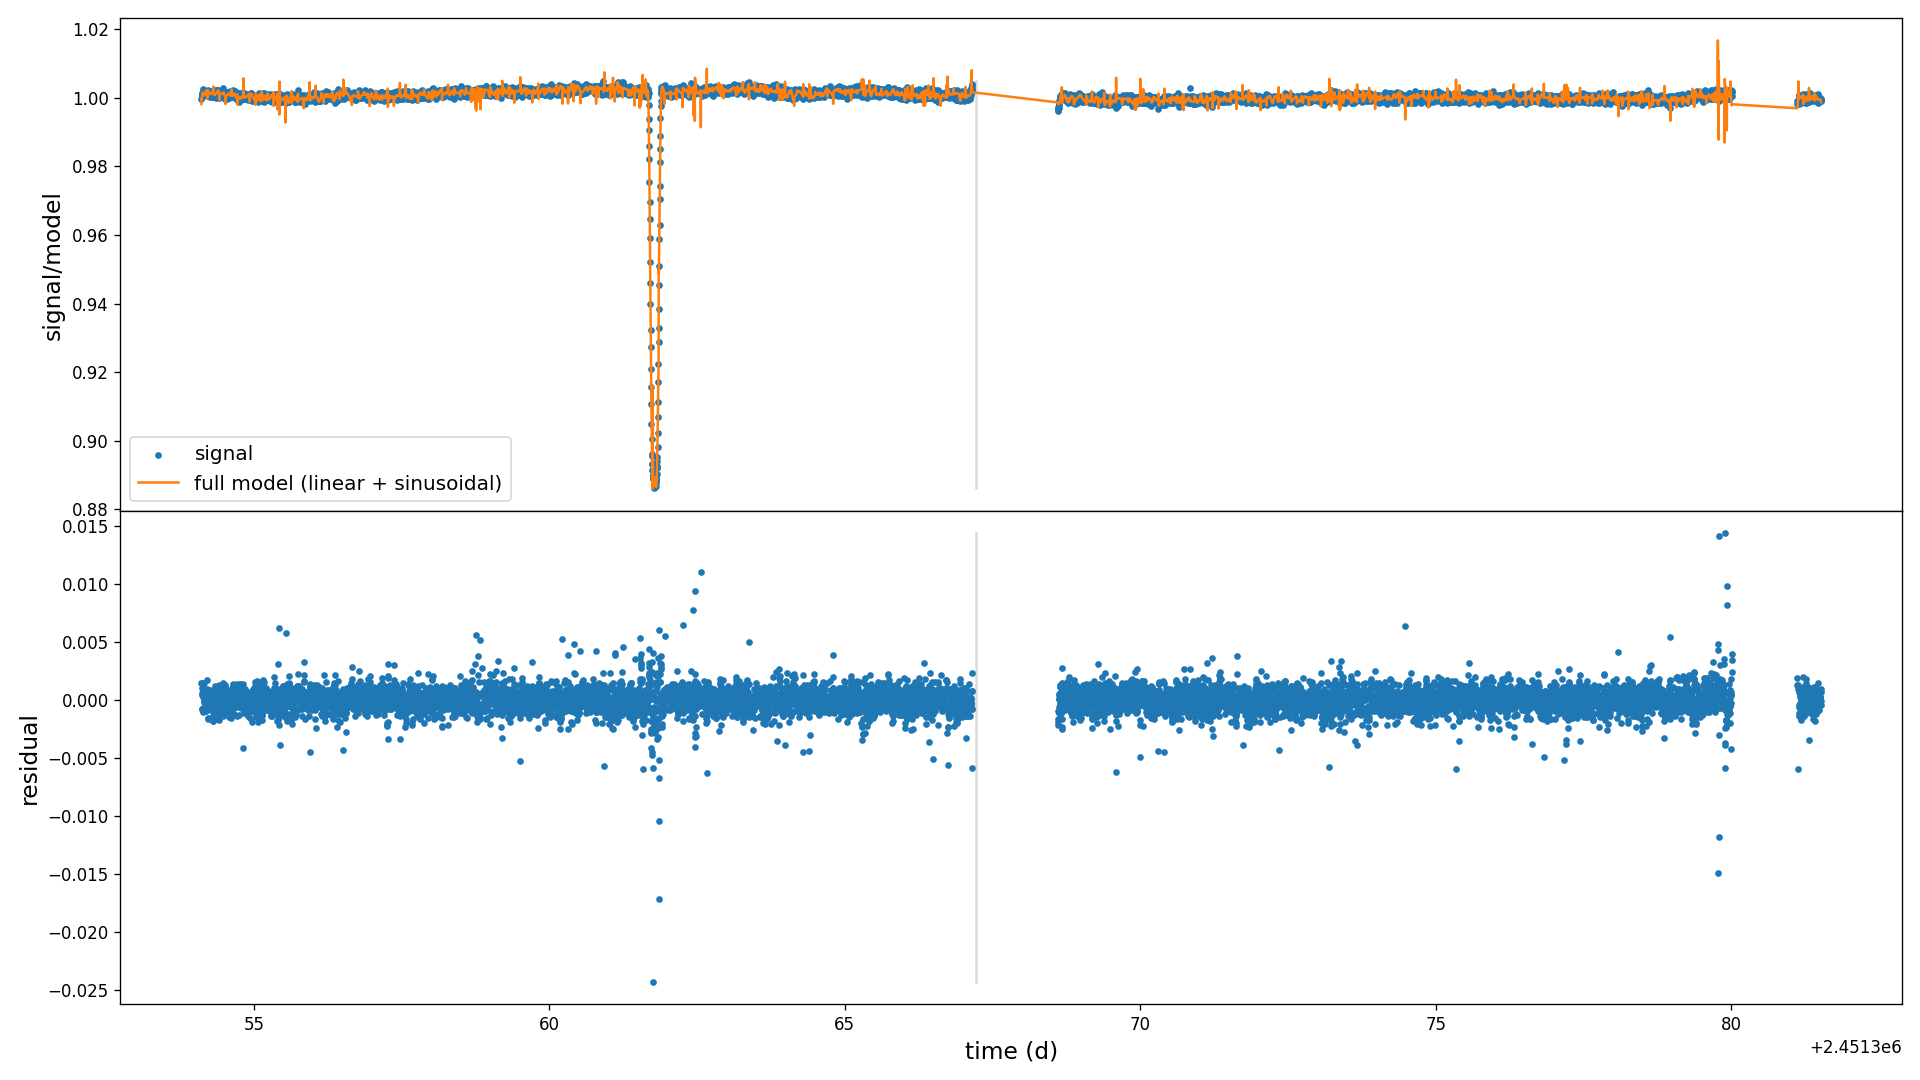 1.02
1.00
0.98
0.96
0.94
0.92
0.90
0.88
signal/model
signal
full model (linear + sinusoidal)
0.015
0.010
0.005
0.000
−0.005
−0.010
−0.015
−0.020
−0.025
residual
55 60 65 70 75 80
time (d)
+2.4513e6